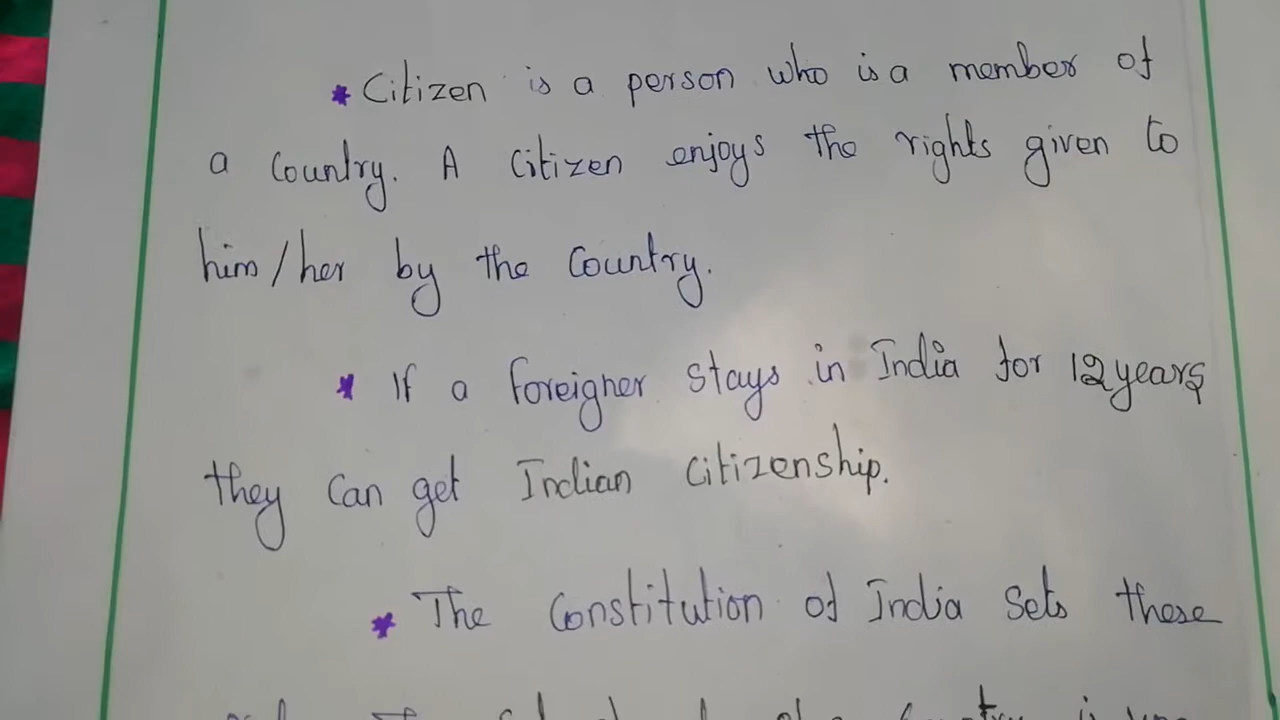 * Citizen is a person who is a member of
a Country. A Citizen enjoys the rights given to
him/her by the Country.
* If a foreigner stays in India for 12 years
they Can get Indian Citizenship.
* The Constitution of India sets these